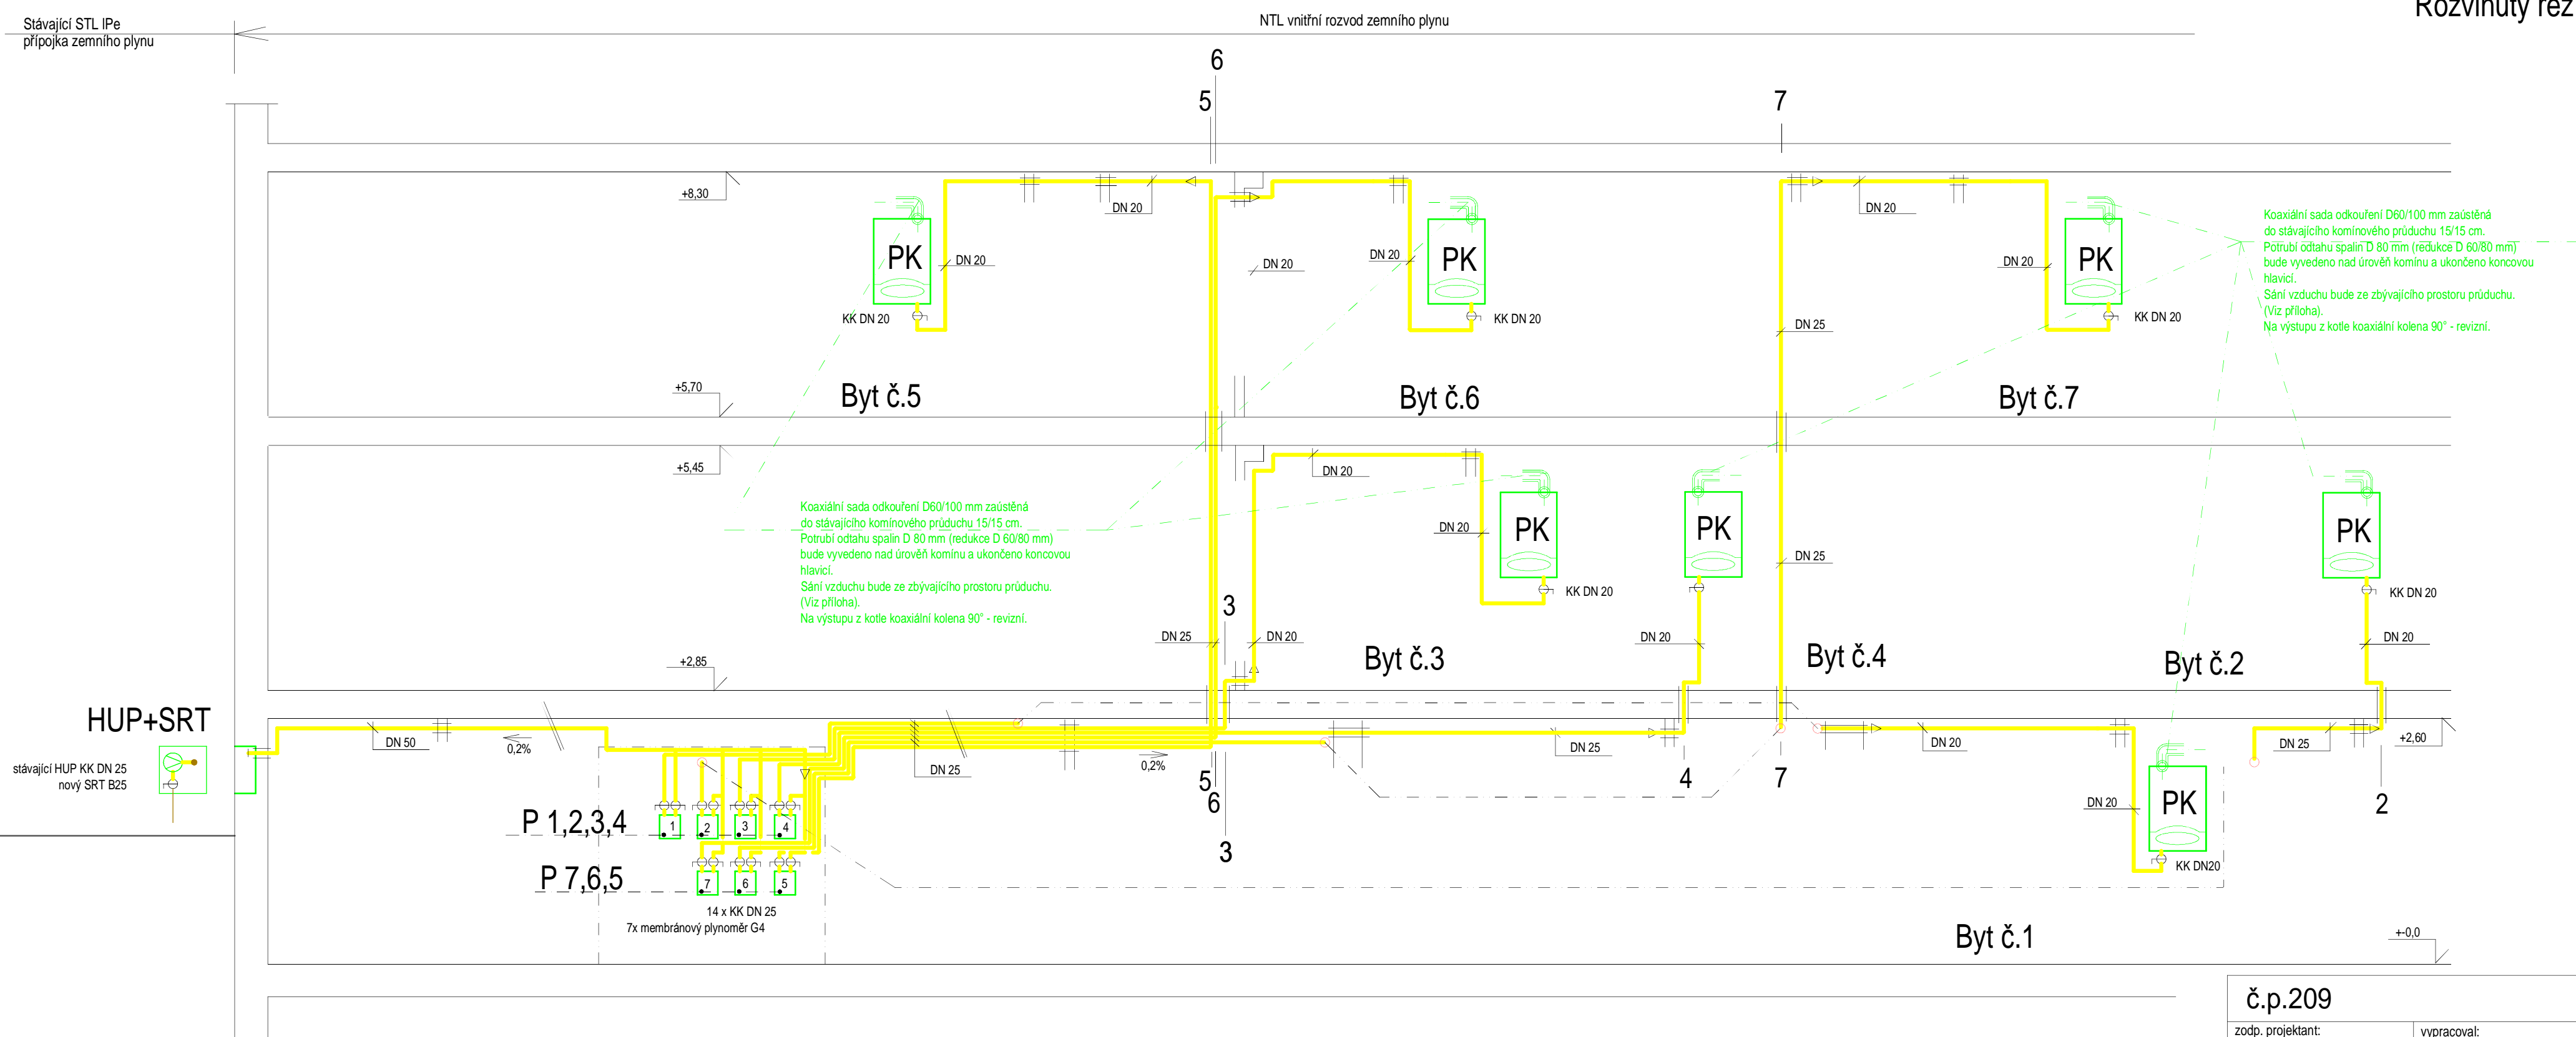 Stávající STL IPe
přípojka zemního plynu
NTL vnitřní rozvod zemního plynu
6
5
7
+8,30
DN 20
DN 20
PK
DN 20
KK DN 20
DN 20
DN 20
PK
KK DN 20
DN 20
PK
KK DN 20
DN 25
Koaxiální sada odkouření D60/100 mm zaústěná
do stávajícího komínového průduchu 15/15 cm.
Potrubí odtahu spalin D 80 mm (redukce D 60/80 mm)
bude vyvedeno nad úrověň komínu a ukončeno koncovou
hlavicí.
Sání vzduchu bude ze zbývajícího prostoru průduchu.
(Viz příloha).
Na výstupu z kotle koaxiální kolena 90° - revizní.
+5,70
Byt č.5
Byt č.6
Byt č.7
+5,45
DN 20
Koaxiální sada odkouření D60/100 mm zaústěná
do stávajícího komínového průduchu 15/15 cm.
Potrubí odtahu spalin D 80 mm (redukce D 60/80 mm)
bude vyvedeno nad úrověň komínu a ukončeno koncovou
hlavicí.
Sání vzduchu bude ze zbývajícího prostoru průduchu.
(Viz příloha).
Na výstupu z kotle koaxiální kolena 90° - revizní.
DN 20
PK
KK DN 20
PK
DN 25
PK
KK DN 20
3
DN 25
DN 20
DN 20
DN 20
+2,85
Byt č.3
Byt č.4
Byt č.2
HUP+SRT
stávající HUP KK DN 25
nový SRT B25
DN 50
0,2%
DN 25
0,2%
DN 25
DN 20
DN 25
+2,60
5
6
4
7
2
3
P 1,2,3,4
1
2
3
4
P 7,6,5
7
6
5
DN 20
PK
KK DN20
14 x KK DN 25
7x membránový plynoměr G4
Byt č.1
+-0,0
č.p.209
zodp. projektant:
vypracoval: